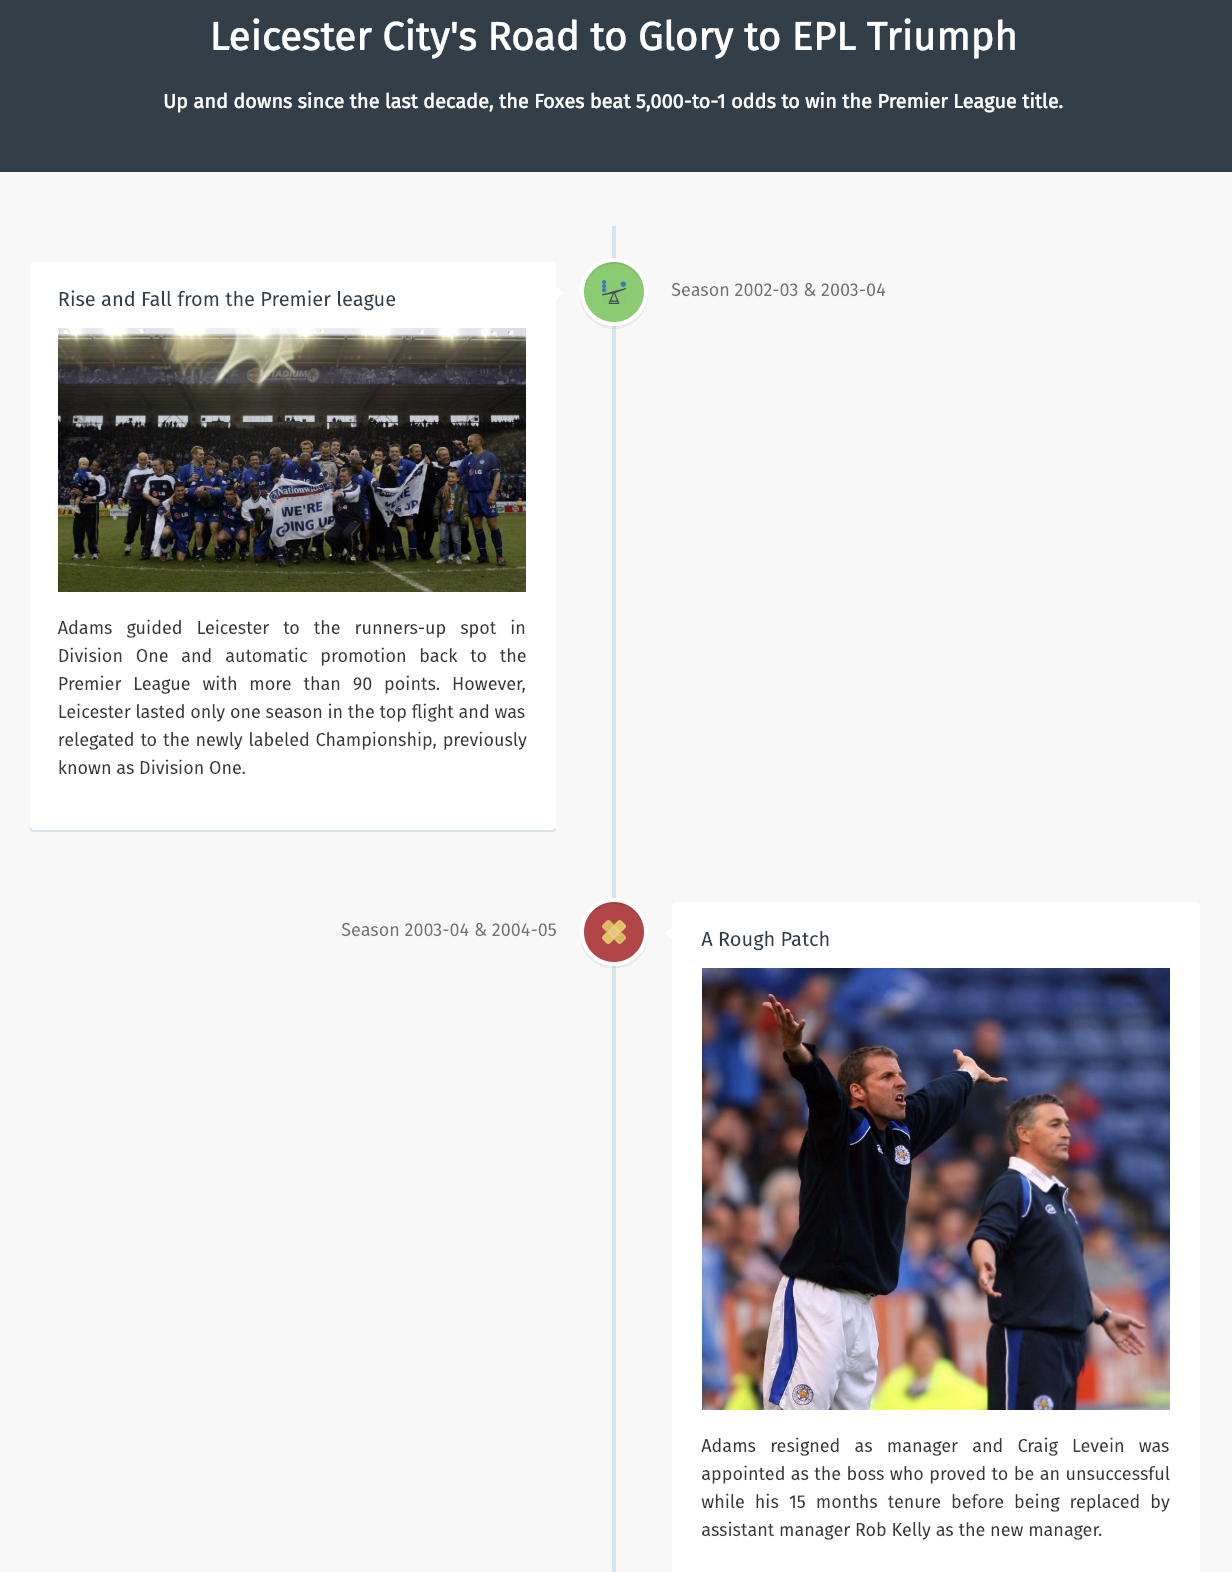 Leicester City's Road to Glory to EPL Triumph
Up and downs since the last decade, the Foxes beat 5,000-to-1 odds to win the Premier League title.
Rise and Fall from the Premier league
Season 2002-03 & 2003-04
STADIUM
Nationwide
WE'RE
GOING UP
LG
Adams guided Leicester to the runners-up spot in
Division One and automatic promotion back to the
Premier League with more than 90 points. However,
Leicester lasted only one season in the top flight and was
relegated to the newly labeled Championship, previously
known as Division One.
Season 2003-04 & 2004-05
A Rough Patch
Adams resigned as manager and Craig Levein was
appointed as the boss who proved to be an unsuccessful
while his 15 months tenure before being replaced by
assistant manager Rob Kelly as the new manager.